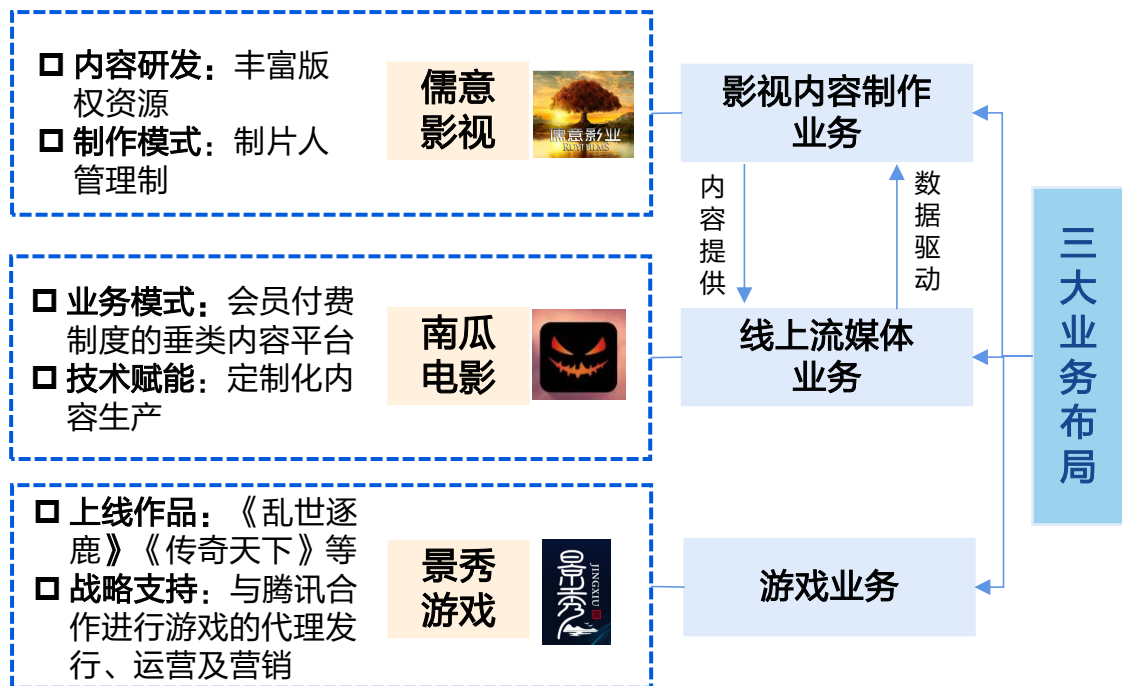 内容研发：丰富版
权资源
制作模式：制片人
管理制
儒意
影视
儒意影业
RUYI FILMS
影视内容制作
业务
内容提供
数据驱动
三大业务布局
业务模式：会员付费
制度的垂类内容平台
技术赋能：定制化内
容生产
南瓜
电影
线上流媒体
业务
上线作品：《乱世逐
鹿》《传奇天下》等
战略支持：与腾讯合
作进行游戏的代理发
行、运营及营销
景秀
游戏
景秀
JINGXIU
游戏业务